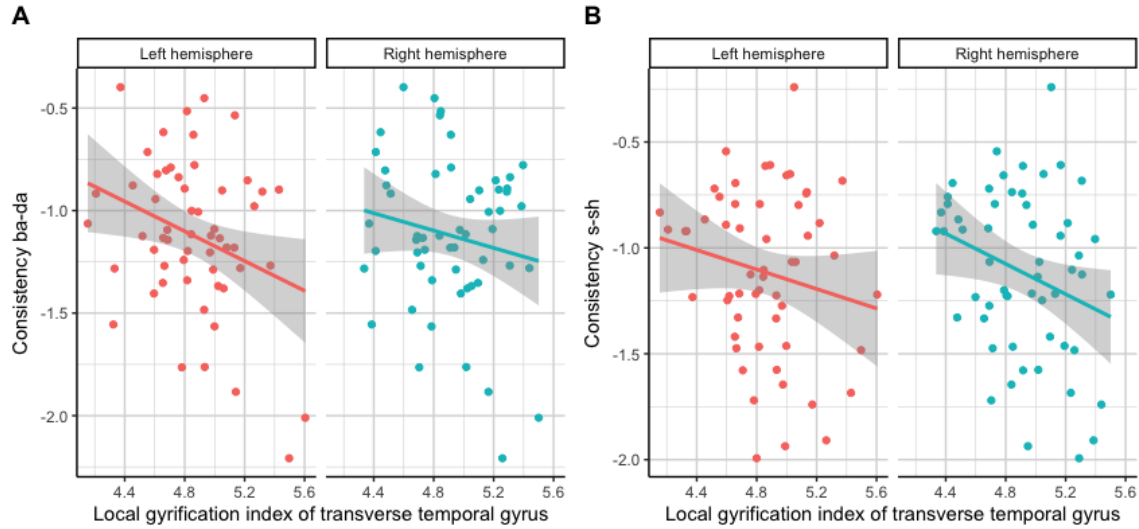 A
B
Left hemisphere
Right hemisphere
Left hemisphere
Right hemisphere
Consistency ba-da
-0.5
-1.0
-1.5
-2.0
4.4 4.8 5.2 5.6
4.4 4.8 5.2 5.6
Local gyrification index of transverse temporal gyrus
Consistency s-sh
-0.5
-1.0
-1.5
-2.0
4.4 4.8 5.2 5.6
4.4 4.8 5.2 5.6
Local gyrification index of transverse temporal gyrus